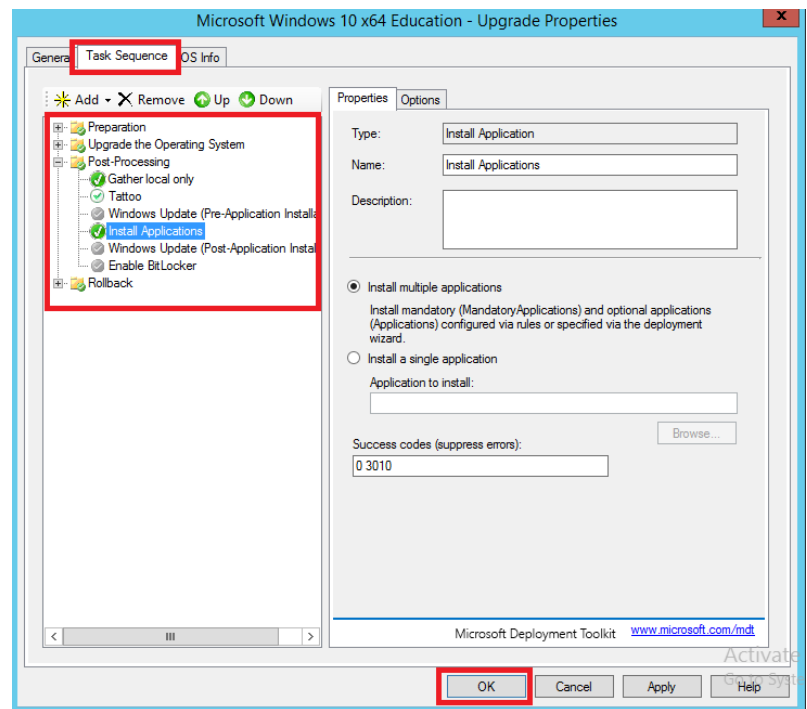 Microsoft Windows 10 x64 Education - Upgrade Properties
x
General Task Sequence OS Info
Add Remove Up Down
Properties Options
Preparation
Upgrade the Operating System
Post-Processing
Gather local only
Tattoo
Windows Update (Pre-Application Installa
Install Applications
Windows Update (Post-Application Instal
Enable BitLocker
Rollback
Type: Install Application
Name: Install Applications
Description:
Install multiple applications
Install mandatory (MandatoryApplications) and optional applications
(Applications) configured via rules or specified via the deployment
wizard.
Install a single application
Application to install:
Browse...
Success codes (suppress errors):
0 3010
Microsoft Deployment Toolkit www.microsoft.com/mdt
Activate
Go to Syst
OK Cancel Apply Help